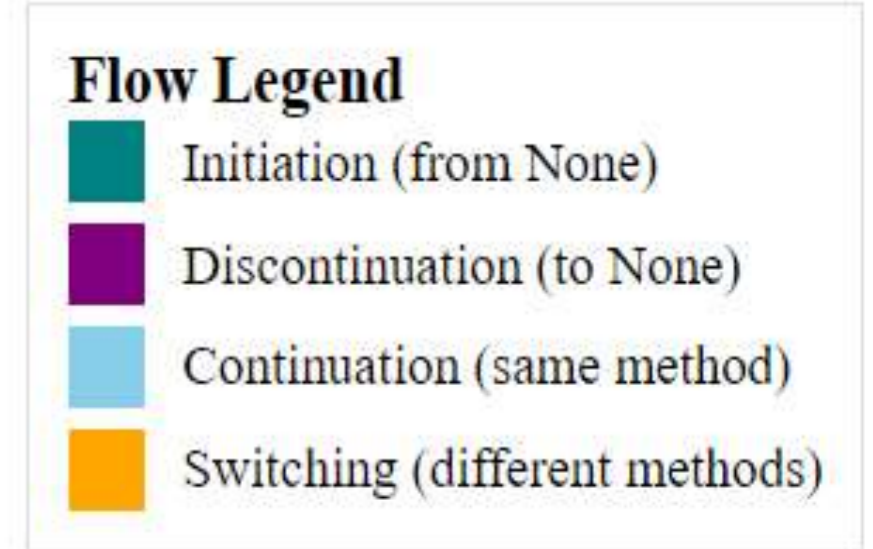 Flow Legend
Initiation (from None)
Discontinuation (to None)
Continuation (same method)
Switching (different methods)